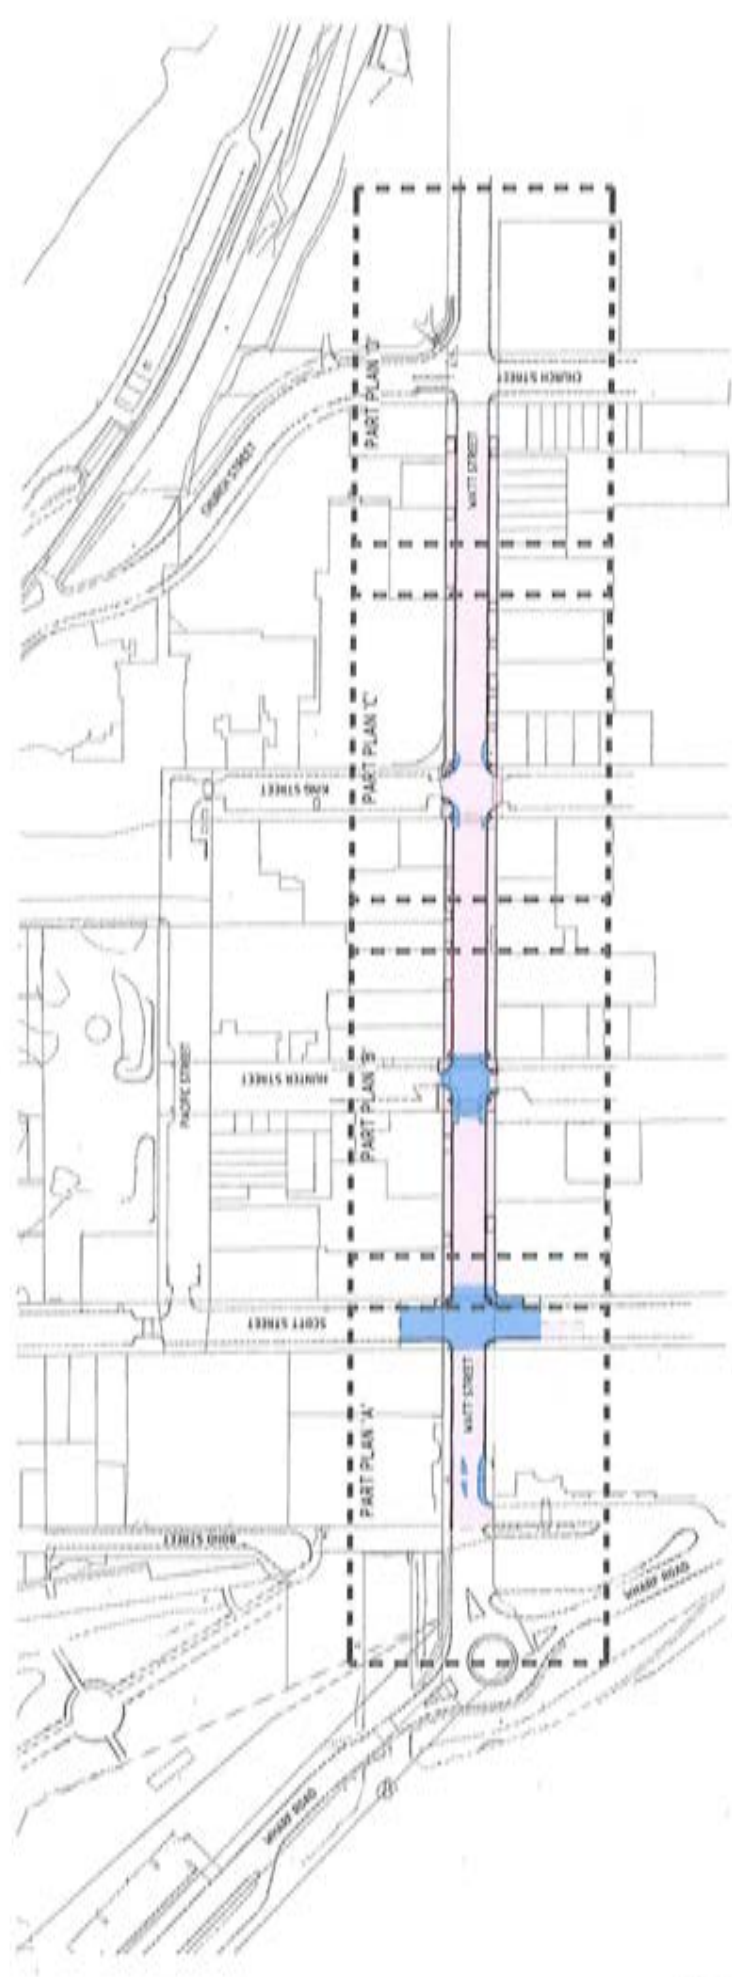 PART PLAN 'D'
CHURCH STREET
WATT STREET
CHURCH STREET
PART PLAN 'C'
KING STREET
PACIFIC STREET
HUNTER STREET
PART PLAN 'B'
SCOTT STREET
WATT STREET
PART PLAN 'A'
BOND STREET
WHARF ROAD
WHARF ROAD